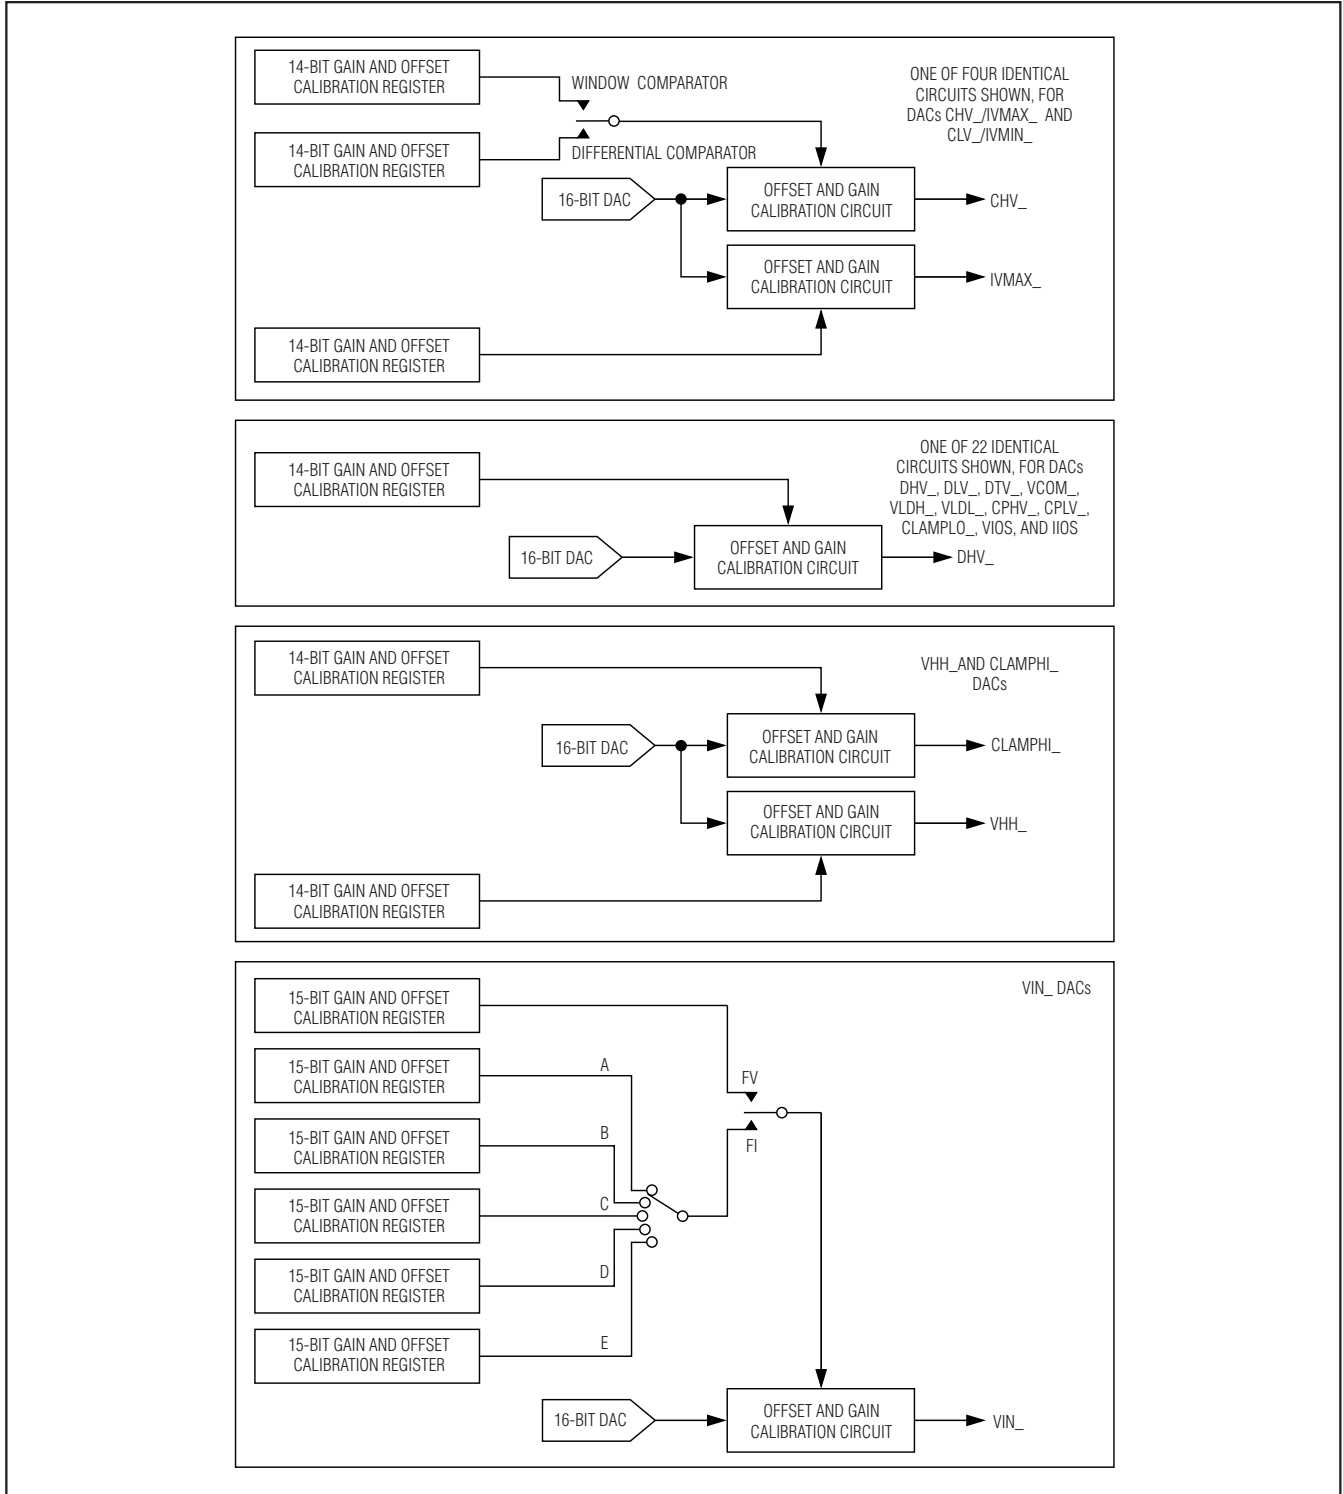 14-BIT GAIN AND OFFSET
CALIBRATION REGISTER
WINDOW COMPARATOR
ONE OF FOUR IDENTICAL
CIRCUITS SHOWN, FOR
DACs CHV_/IVMAX_ AND
CLV_/IVMIN_
14-BIT GAIN AND OFFSET
CALIBRATION REGISTER
DIFFERENTIAL COMPARATOR
16-BIT DAC
OFFSET AND GAIN
CALIBRATION CIRCUIT
CHV_
OFFSET AND GAIN
CALIBRATION CIRCUIT
IVMAX_
14-BIT GAIN AND OFFSET
CALIBRATION REGISTER
ONE OF 22 IDENTICAL
CIRCUITS SHOWN, FOR DACs
DHV_, DLV_, DTV_, VCOM_,
VLDH_, VLDL_, CPHV_, CPLV_,
CLAMPLO_, VIOS, AND IIOS
14-BIT GAIN AND OFFSET
CALIBRATION REGISTER
16-BIT DAC
OFFSET AND GAIN
CALIBRATION CIRCUIT
DHV_
14-BIT GAIN AND OFFSET
CALIBRATION REGISTER
VHH_AND CLAMPHI_
DACs
16-BIT DAC
OFFSET AND GAIN
CALIBRATION CIRCUIT
CLAMPHI_
OFFSET AND GAIN
CALIBRATION CIRCUIT
VHH_
14-BIT GAIN AND OFFSET
CALIBRATION REGISTER
15-BIT GAIN AND OFFSET
CALIBRATION REGISTER
VIN_ DACs
15-BIT GAIN AND OFFSET
CALIBRATION REGISTER
A
FV
15-BIT GAIN AND OFFSET
CALIBRATION REGISTER
B
FI
15-BIT GAIN AND OFFSET
CALIBRATION REGISTER
C
15-BIT GAIN AND OFFSET
CALIBRATION REGISTER
D
15-BIT GAIN AND OFFSET
CALIBRATION REGISTER
E
16-BIT DAC
OFFSET AND GAIN
CALIBRATION CIRCUIT
VIN_